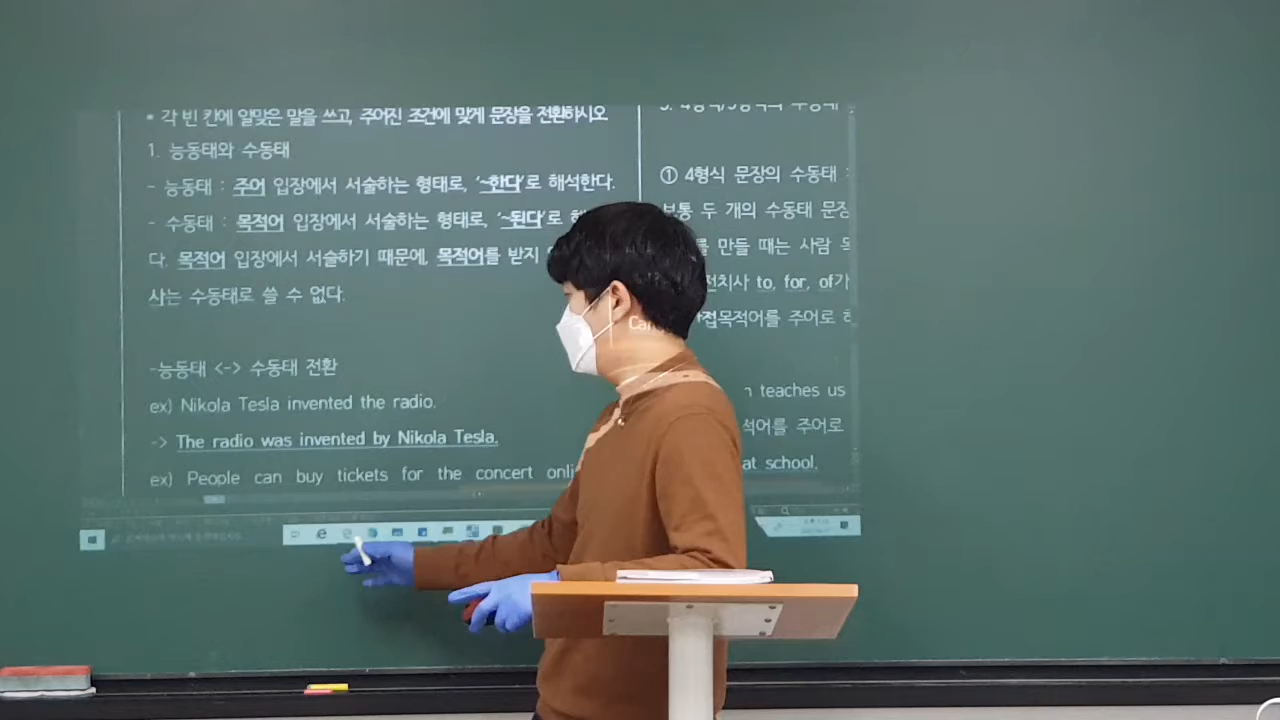 • 각 빈 칸에 알맞은 말을 쓰고, 주어진 조건에 맞게 문장을 전환하시오
1. 능동태와 수동태
- 능동태 : 주어 입장에서 서술하는 형태로, '~한다'로 해석한다.
- 수동태 : 목적어 입장에서 서술하는 형태로, '~된다'로
다. 목적어 입장에서 서술하기 때문에, 목적어를 받지
사는 수동태로 쓸 수 없다.
-능동태 <-> 수동태 전환
ex) Nikola Tesla invented the radio.
-> The radio was invented by Nikola Tesla.
ex) People can buy tickets for the concert
① 4형식 문장의 수동태
보통 두 개의 수동태 문장
를 만들 때는 사람
전치사 to, for, of가
접목적어를 주어로
teaches us
적어를 주어로
at school.